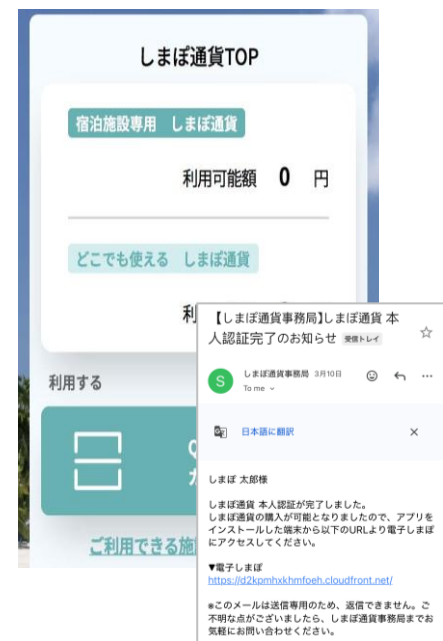 しまぽ通貨TOP
宿泊施設専用 しまぽ通貨
利用可能額 0 円
どこでも使える しまぽ通貨
利
利用する
ご利用できる施
【しまぽ通貨事務局】しまぽ通貨 本
人認証完了のお知らせ 受信トレイ
S
しまぽ通貨事務局 3月10日
To me
日本語に翻訳
しまぽ 太郎様
しまぽ通貨 本人認証が完了しました。
しまぽ通貨の購入が可能となりましたので、アプリを
インストールした端末から以下のURLより電子しまぽ
にアクセスしてください。
▼電子しまぽ
https://d2kpmhxkhmfoeh.cloudfront.net/
※このメールは送信専用のため、返信できません。ご
不明な点がございましたら、しまぽ通貨事務局までお
気軽にお問い合わせください。